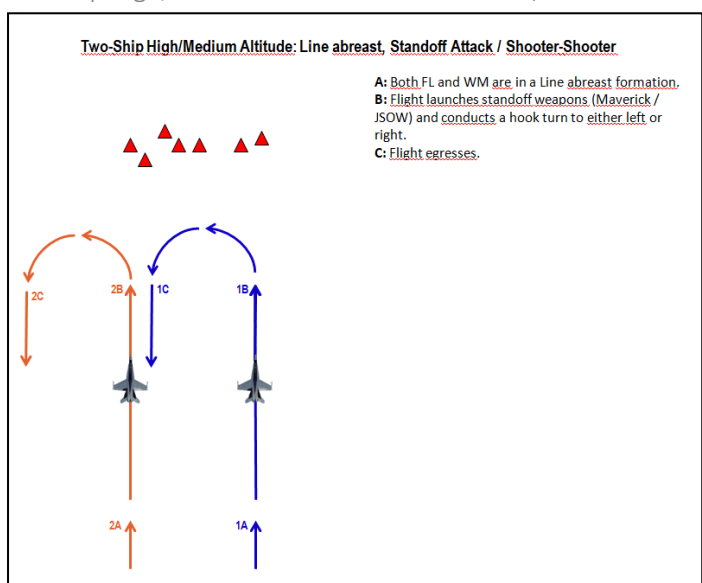 Two-Ship High/Medium Altitude: Line abreast, Standoff Attack / Shooter-Shooter
A: Both FL and WM are in a Line abreast formation.
B: Flight launches standoff weapons (Maverick /
JSOW) and conducts a hook turn to either left or
right.
C: Flight egresses.
2C
2B
1C
1B
2A
1A